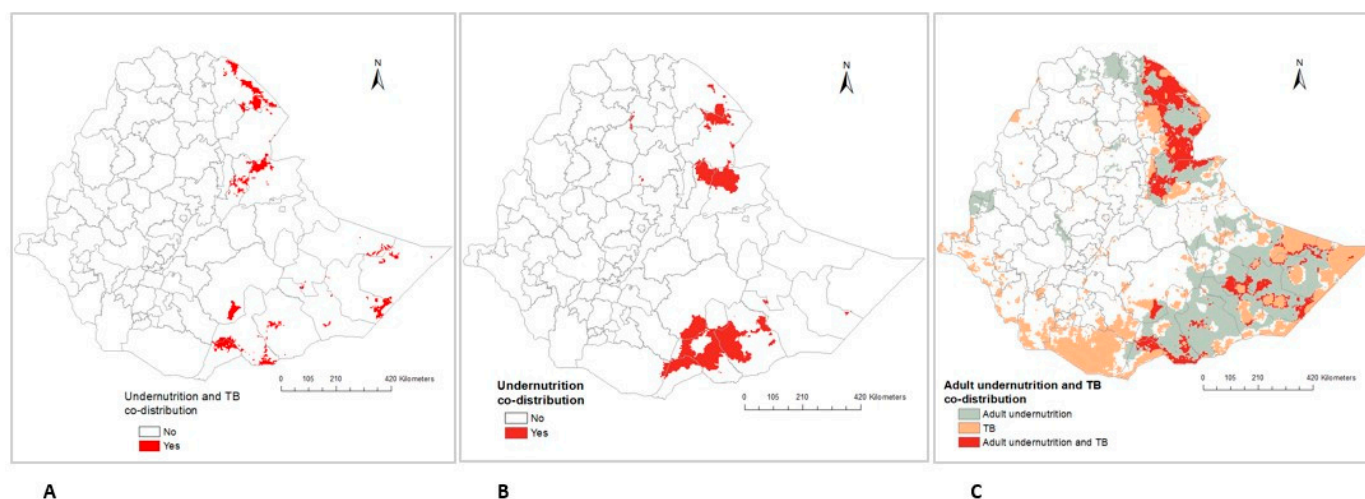 N
Undernutrition and TB
co-distribution
No
Yes
0 105 210 420 Kilometers
A
N
Undernutrition
co-distribution
No
Yes
0 105 210 420 Kilometers
B
N
Adult undernutrition and TB
co-distribution
Adult undernutrition
TB
Adult undernutrition and TB
0 105 210 420 Kilometers
C